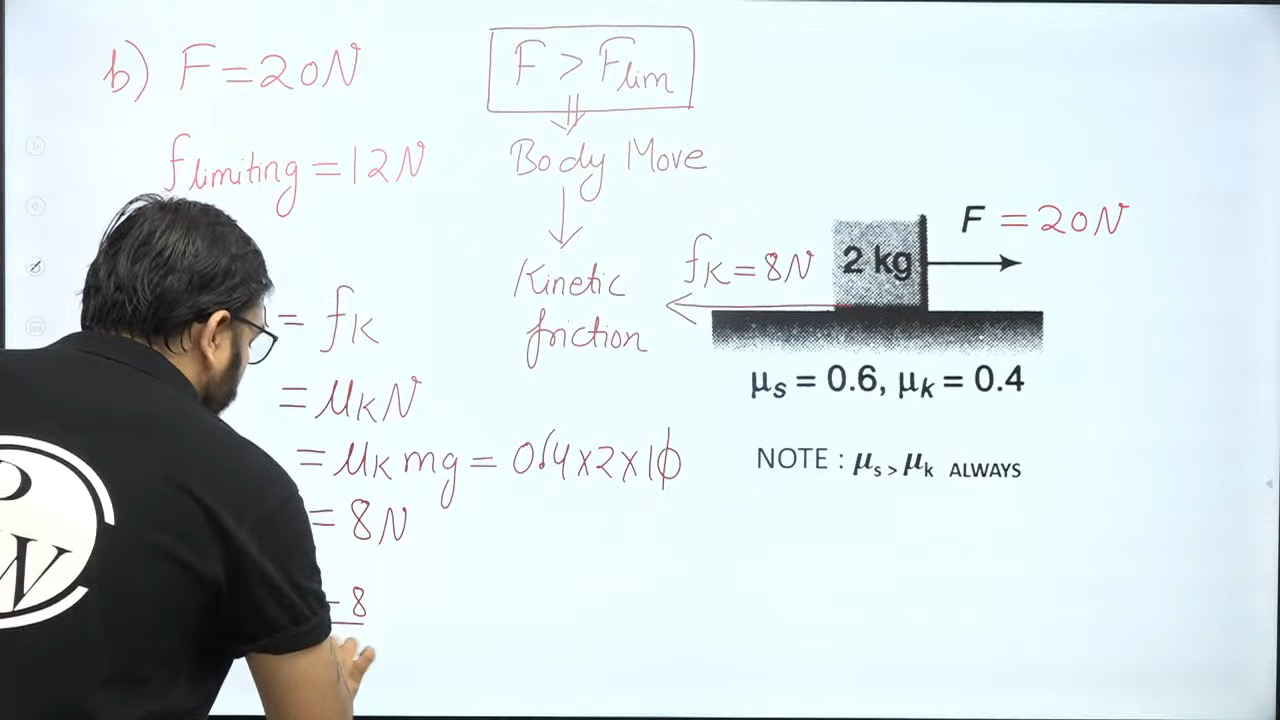 b) F = 20N
F > Flim
flimiting = 12N
Body Move
F = 20N
fK = 8N
2 kg
Kinetic
friction
= fK
μs = 0.6, μk = 0.4
= μKN
= μK mg = 0.4×2×10
NOTE : μs > μk ALWAYS
= 8N
- 8
P
W